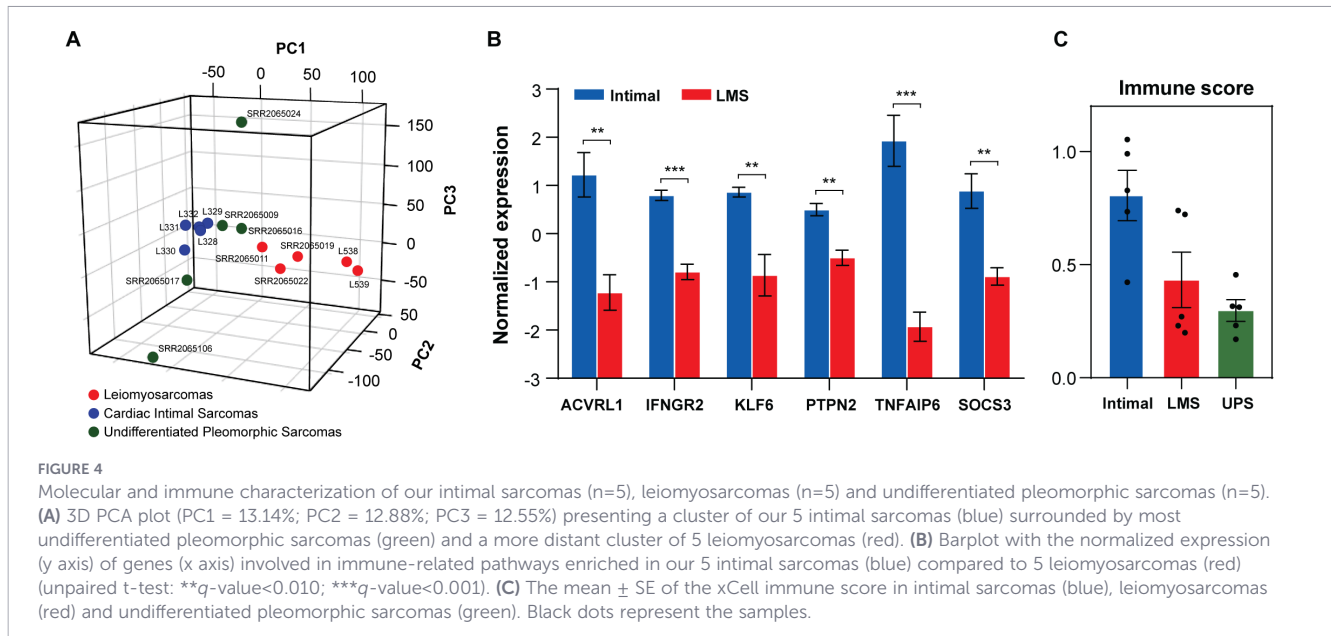 A
PC1
-50 0 50 100
SRR2065024
150
100
50
0
-50
PC3
L332 L329 SRR2065009
L331 SRR2065016
L328 SRR2065019 L538
L330 SRR2065011
SRR2065017 SRR2065022 L539
50
0
-50
-100
PC2
SRR2065106
Leiomyosarcomas
Cardiac Intimal Sarcomas
Undifferentiated Pleomorphic Sarcomas
B
Normalized expression
Intimal LMS
3
2
1
0
-1
-2
-3
** *** ** ** *** **
ACVRL1 IFNGR2 KLF6 PTPN2 TNFAIP6 SOCS3
C
Immune score
1.0
0.5
0.0
Intimal LMS UPS
FIGURE 4
Molecular and immune characterization of our intimal sarcomas (n=5), leiomyosarcomas (n=5) and undifferentiated pleomorphic sarcomas (n=5).
(A) 3D PCA plot (PC1 = 13.14%; PC2 = 12.88%; PC3 = 12.55%) presenting a cluster of our 5 intimal sarcomas (blue) surrounded by most
undifferentiated pleomorphic sarcomas (green) and a more distant cluster of 5 leiomyosarcomas (red). (B) Barplot with the normalized expression
(y axis) of genes (x axis) involved in immune-related pathways enriched in our 5 intimal sarcomas (blue) compared to 5 leiomyosarcomas (red)
(unpaired t-test: **q-value<0.010; ***q-value<0.001). (C) The mean ± SE of the xCell immune score in intimal sarcomas (blue), leiomyosarcomas
(red) and undifferentiated pleomorphic sarcomas (green). Black dots represent the samples.